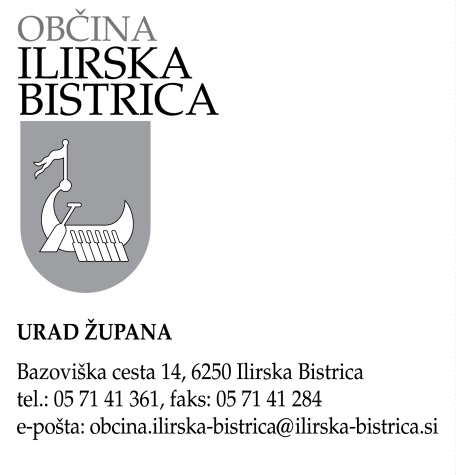 OBČINA
ILIRSKA
BISTRICA
URAD ŽUPANA
Bazoviška cesta 14, 6250 Ilirska Bistrica
tel.: 05 71 41 361, faks: 05 71 41 284
e-pošta: obcina.ilirska-bistrica@ilirska-bistrica.si